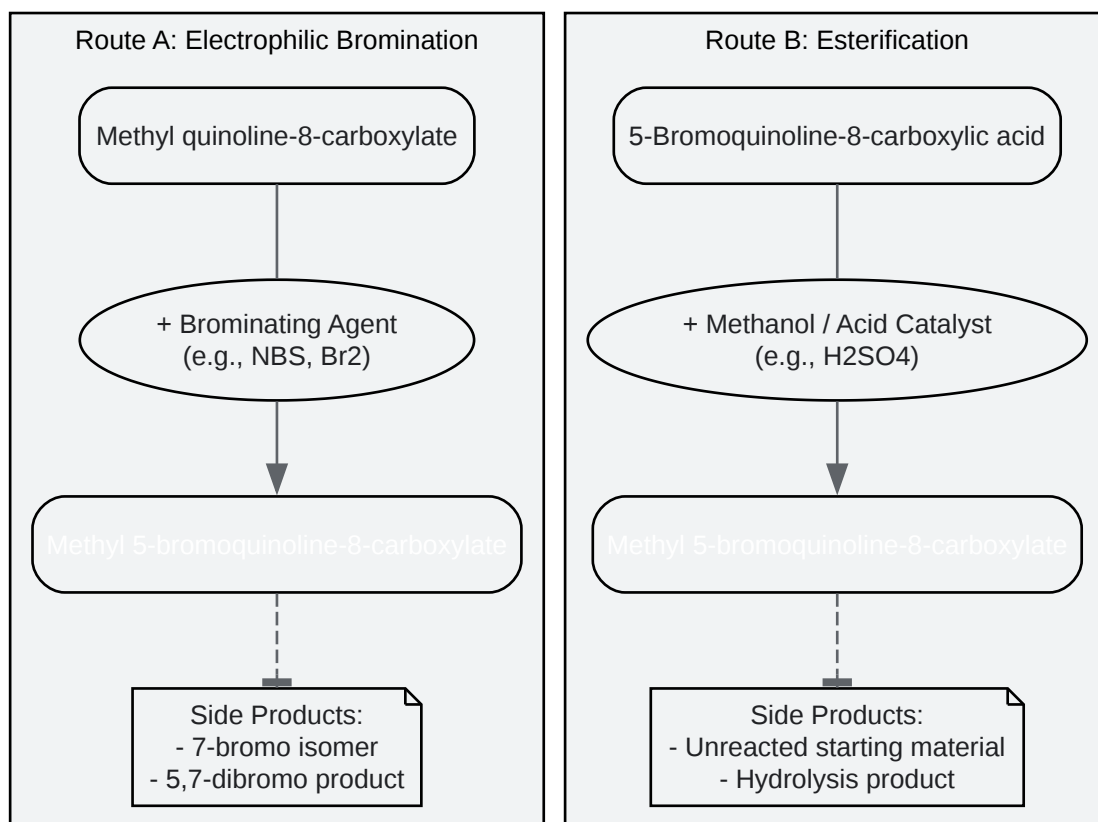 Route A: Electrophilic Bromination
Methyl quinoline-8-carboxylate
+ Brominating Agent
(e.g., NBS, Br2)
Methyl 5-bromoquinoline-8-carboxylate
Side Products:
- 7-bromo isomer
- 5,7-dibromo product
Route B: Esterification
5-Bromoquinoline-8-carboxylic acid
+ Methanol / Acid Catalyst
(e.g., H2SO4)
Methyl 5-bromoquinoline-8-carboxylate
Side Products:
- Unreacted starting material
- Hydrolysis product